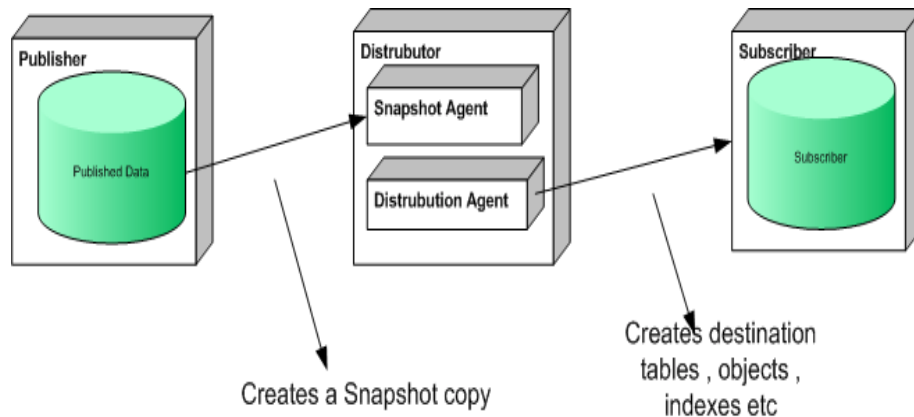 Publisher
Published Data
Distrubutor
Snapshot Agent
Distrubution Agent
Subscriber
Subscriber
Creates a Snapshot copy
Creates destination
tables , objects ,
indexes etc